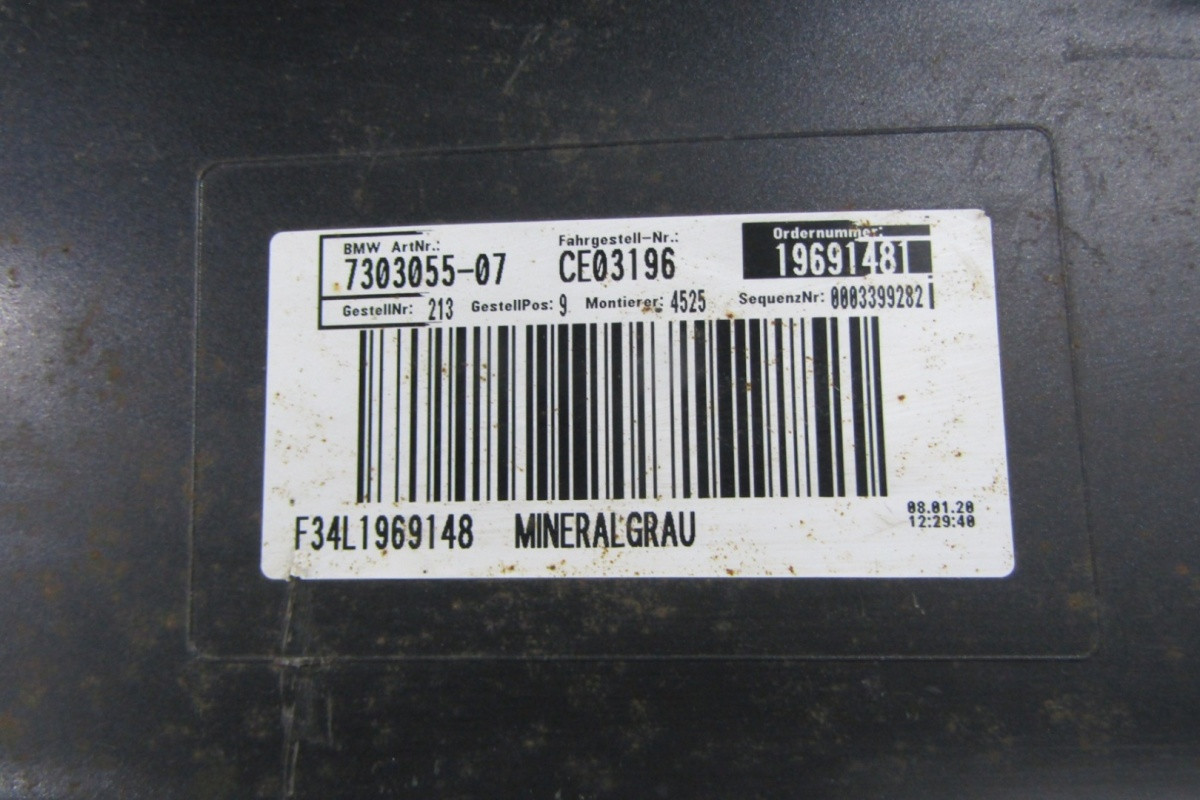 BMW ArtNr.: Fahrgestell-Nr.: Ordernummer:
7303055-07 CE03196 19691481
GestellNr: 213 GestellPos: 9 Montierer: 4525 SequenzNr: 0003399282
F34L1969148 MINERALGRAU
08.01.20
12:29:40